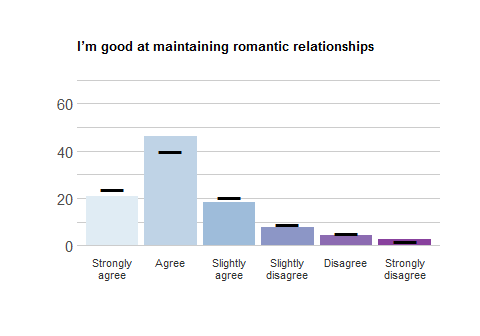 I'm good at maintaining romantic relationships
60
40
20
0
Strongly agree
Agree
Slightly agree
Slightly disagree
Disagree
Strongly disagree